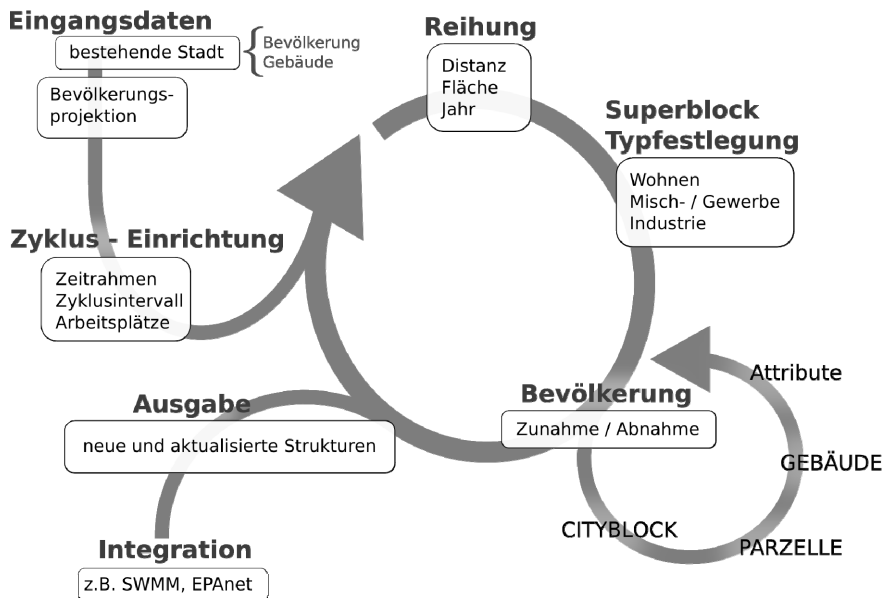 Eingangsdaten
bestehende Stadt
Bevölkerung
Gebäude
Bevölkerungs-
projektion
Zyklus - Einrichtung
Zeitrahmen
Zyklusintervall
Arbeitsplätze
Reihung
Distanz
Fläche
Jahr
Superblock
Typfestlegung
Wohnen
Misch- / Gewerbe
Industrie
Bevölkerung
Zunahme / Abnahme
Attribute
GEBÄUDE
PARZELLE
CITYBLOCK
Ausgabe
neue und aktualisierte Strukturen
Integration
z.B. SWMM, EPAnet